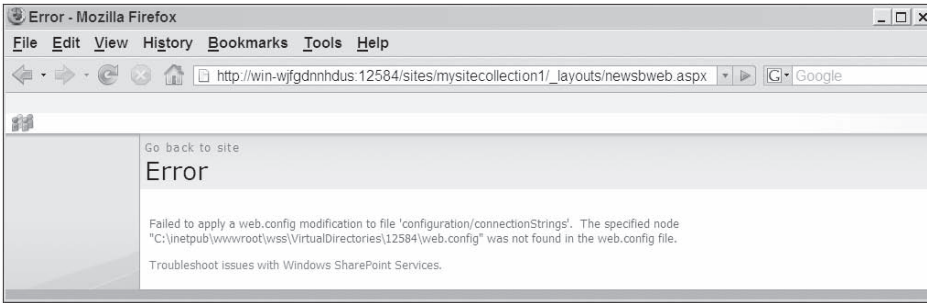 Error - Mozilla Firefox
File Edit View History Bookmarks Tools Help
http://win-wjfgdnnhdus:12584/sites/mysitecollection1/_layouts/newsbweb.aspx G Google
Go back to site
Error
Failed to apply a web.config modification to file 'configuration/connectionStrings'. The specified node
"C:\inetpub\wwwroot\wss\VirtualDirectories\12584\web.config" was not found in the web.config file.
Troubleshoot issues with Windows SharePoint Services.